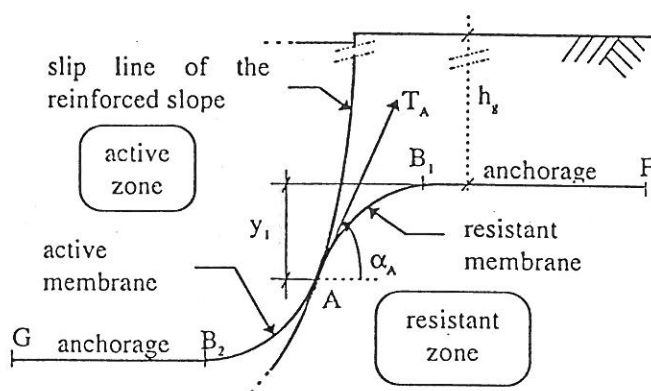 slip line of the
reinforced slope
active
zone
T_A
h_g
B_1
anchorage
F
y_1
active
membrane
α_A
resistant
membrane
A
G
anchorage
B_2
resistant
zone